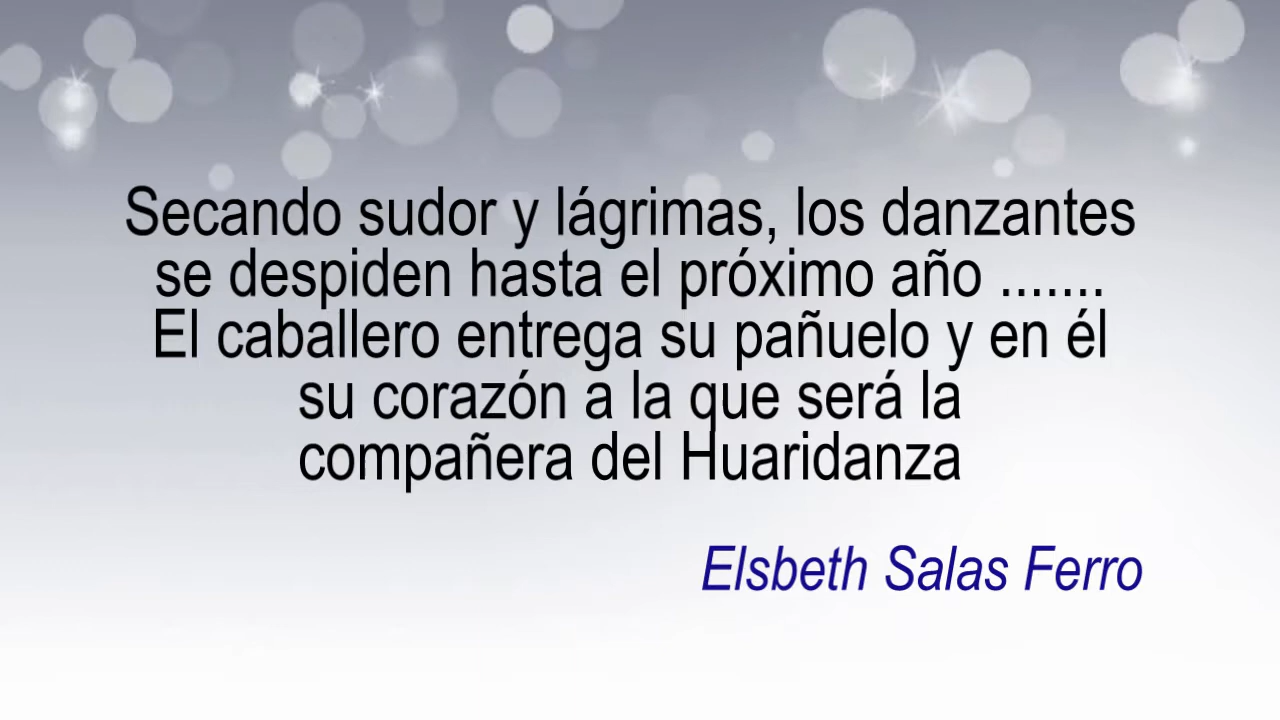 Secando sudor y lágrimas, los danzantes
se despiden hasta el próximo año .......
El caballero entrega su pañuelo y en él
su corazón a la que será la
compañera del Huaridanza
Elsbeth Salas Ferro